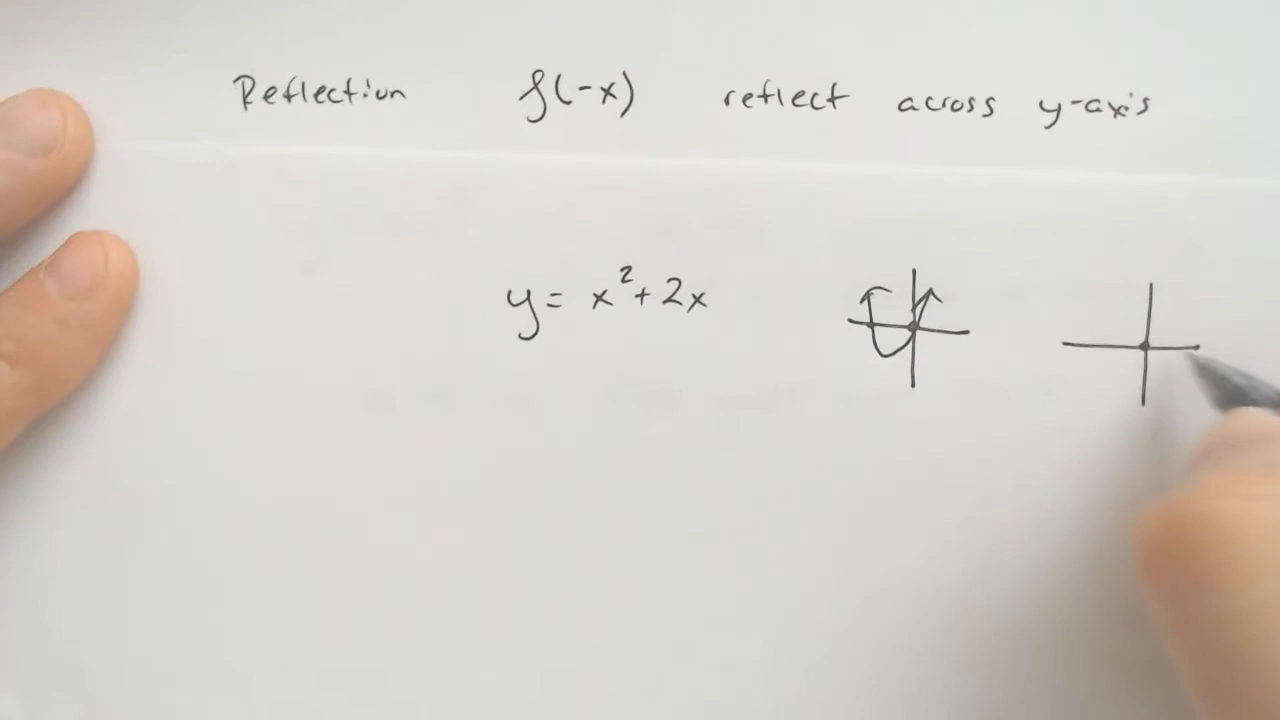 Reflection f(-x) reflect across y-axis
y= x²+2x